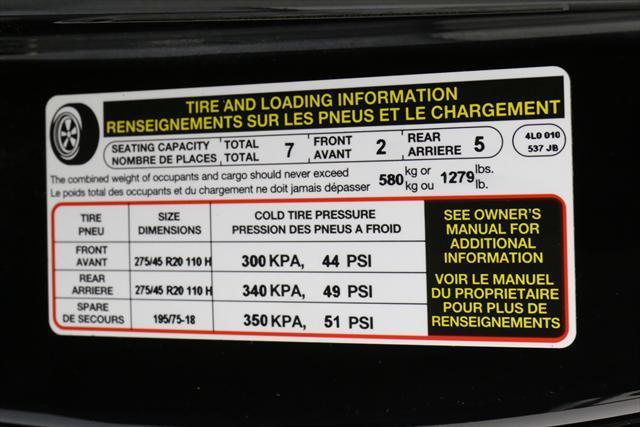 TIRE AND LOADING INFORMATION
RENSEIGNEMENTS SUR LES PNEUS ET LE CHARGEMENT
SEATING CAPACITY TOTAL 7 FRONT 2 REAR 5
NOMBRE DE PLACES TOTAL AVANT ARRIERE
4L0 010
537 JB
The combined weight of occupants and cargo should never exceed 580 kg or 1279 lbs.
Le poids total des occupants et du chargement ne doit jamais dépasser kg ou lb.
TIRE SIZE COLD TIRE PRESSURE
PNEU DIMENSIONS PRESSION DES PNEUS A FROID
FRONT
AVANT 275/45 R20 110 H 300 KPA, 44 PSI
REAR
ARRIERE 275/45 R20 110 H 340 KPA, 49 PSI
SPARE
DE SECOURS 195/75-18 350 KPA, 51 PSI
SEE OWNER'S
MANUAL FOR
ADDITIONAL
INFORMATION
VOIR LE MANUEL
DU PROPRIETAIRE
POUR PLUS DE
RENSEIGNEMENTS